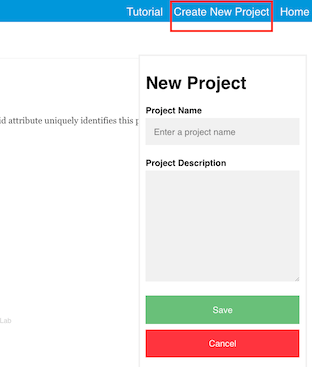 Tutorial Create New Project Home
New Project
Project Name
Enter a project name
id attribute uniquely identifies this p
Project Description
Save
Lab
Cancel